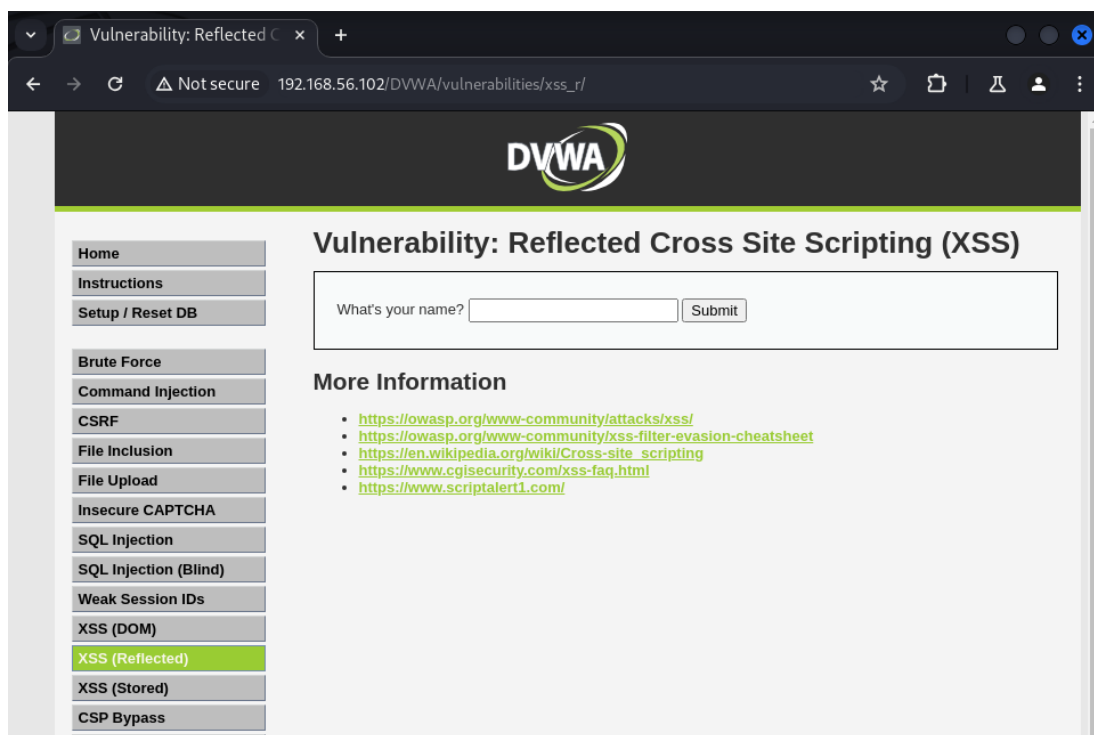 Vulnerability: Reflected C
Not secure 192.168.56.102/DVWA/vulnerabilities/xss_r/
DVWA
Home
Instructions
Setup / Reset DB
Brute Force
Command Injection
CSRF
File Inclusion
File Upload
Insecure CAPTCHA
SQL Injection
SQL Injection (Blind)
Weak Session IDs
XSS (DOM)
XSS (Reflected)
XSS (Stored)
CSP Bypass
Vulnerability: Reflected Cross Site Scripting (XSS)
What's your name? Submit
More Information
https://owasp.org/www-community/attacks/xss/
https://owasp.org/www-community/xss-filter-evasion-cheatsheet
https://en.wikipedia.org/wiki/Cross-site_scripting
https://www.cgisecurity.com/xss-faq.html
https://www.scriptalert1.com/